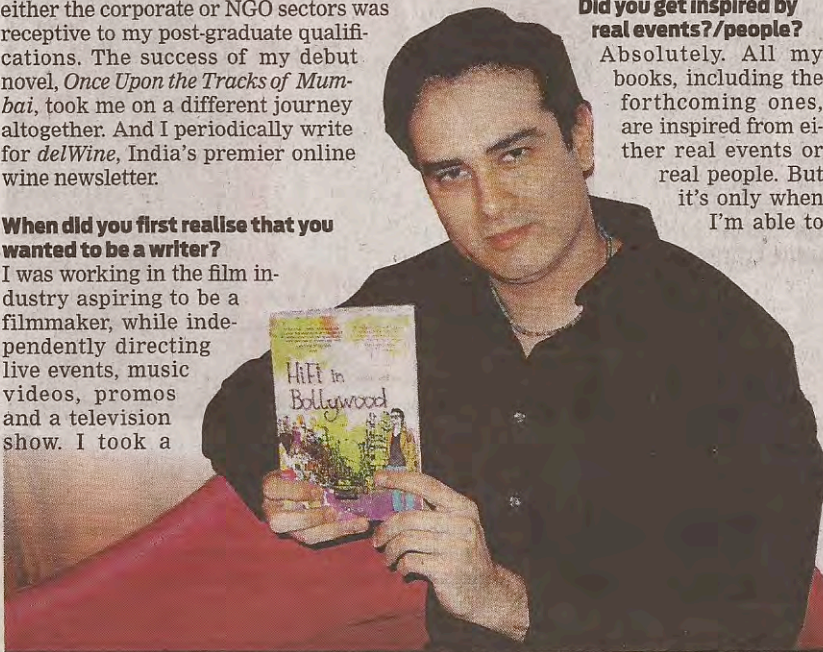 either the corporate or NGO sectors was
receptive to my post-graduate qualifi-
cations. The success of my debut
novel, Once Upon the Tracks of Mum-
bai, took me on a different journey
altogether. And I periodically write
for delWine, India's premier online
wine newsletter.
When did you first realise that you
wanted to be a writer?
I was working in the film in-
dustry aspiring to be a
filmmaker, while inde-
pendently directing
live events, music
videos, promos
and a television
show. I took a
Did you get inspired by
real events?/people?
Absolutely. All my
books, including the
forthcoming ones,
are inspired from ei-
ther real events or
real people. But
it's only when
I'm able to
HiFi in
Bollywood